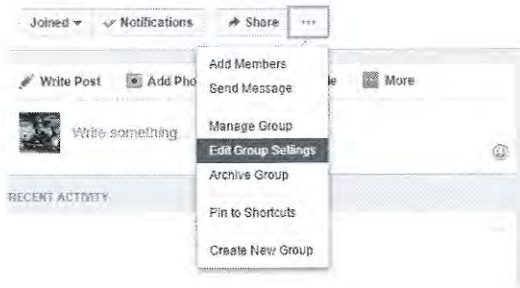 Joined Notifications Share ...
Write Post Add Pho le More
Add Members
Send Message
Write something...
Manage Group
Edit Group Settings
Archive Group
RECENT ACTIVITY
Pin to Shortcuts
Create New Group